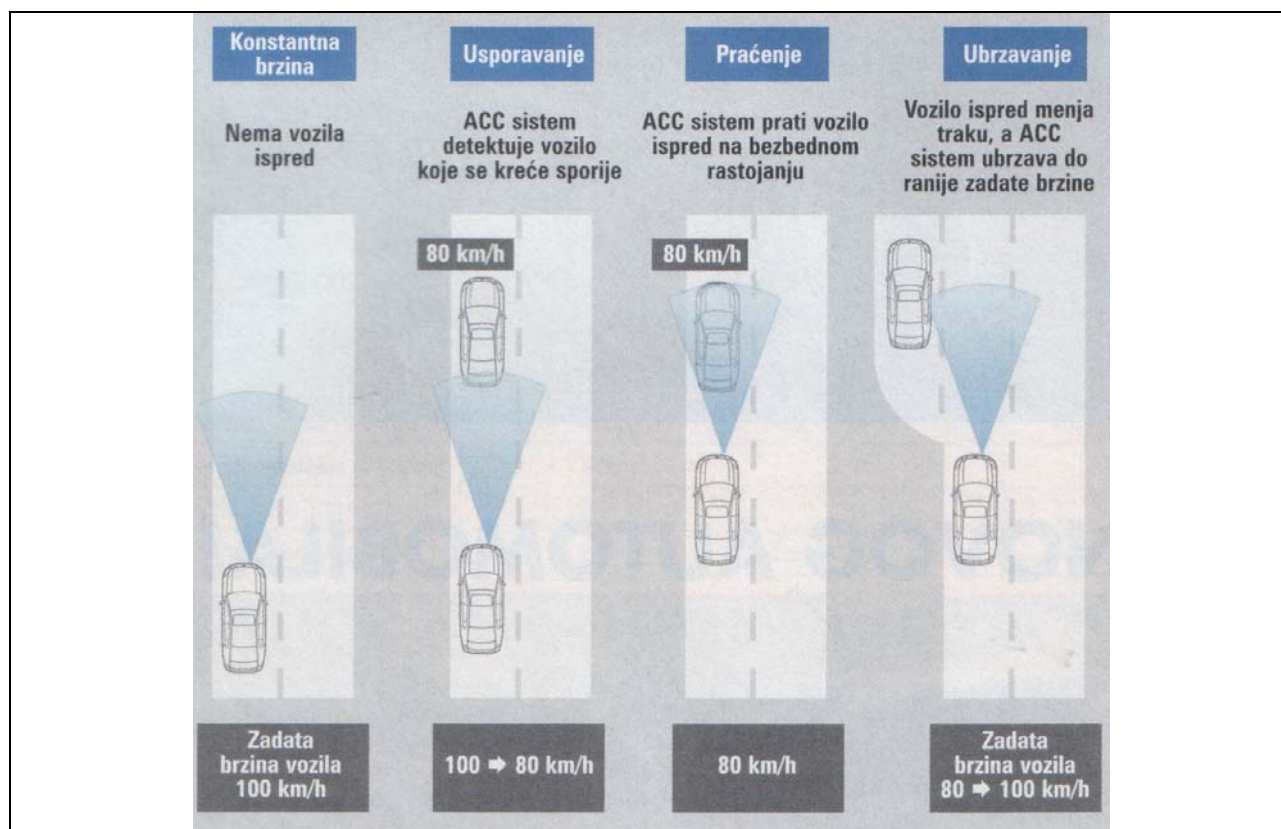 Konstantna
brzina
Nema vozila
ispred
Zadata
brzina vozila
100 km/h
Usporavanje
ACC sistem
detektuje vozilo
koje se kreće sporije
80 km/h
100 ➡ 80 km/h
Praćenje
ACC sistem prati vozilo
ispred na bezbednom
rastojanju
80 km/h
80 km/h
Ubrzavanje
Vozilo ispred menja
traku, a ACC
sistem ubrzava do
ranije zadate brzine
Zadata
brzina vozila
80 ➡ 100 km/h